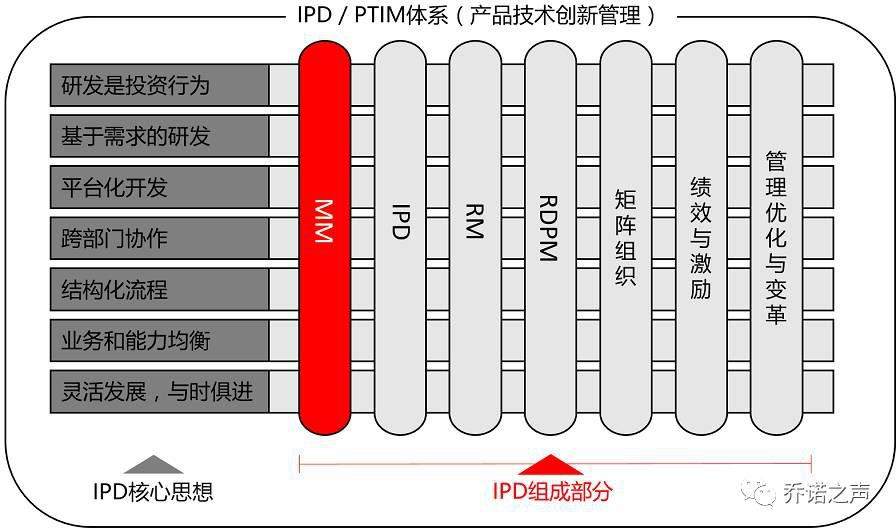 IPD / PTIM体系（产品技术创新管理）
研发是投资行为
基于需求的研发
平台化开发
跨部门协作
结构化流程
业务和能力均衡
灵活发展，与时俱进
MM
IPD
RM
RDPM
矩阵组织
绩效与激励
管理优化与变革
IPD核心思想
IPD组成部分
乔诺之声